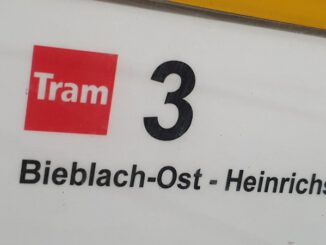 Tram 3
Bieblach-Ost - Heinrichs